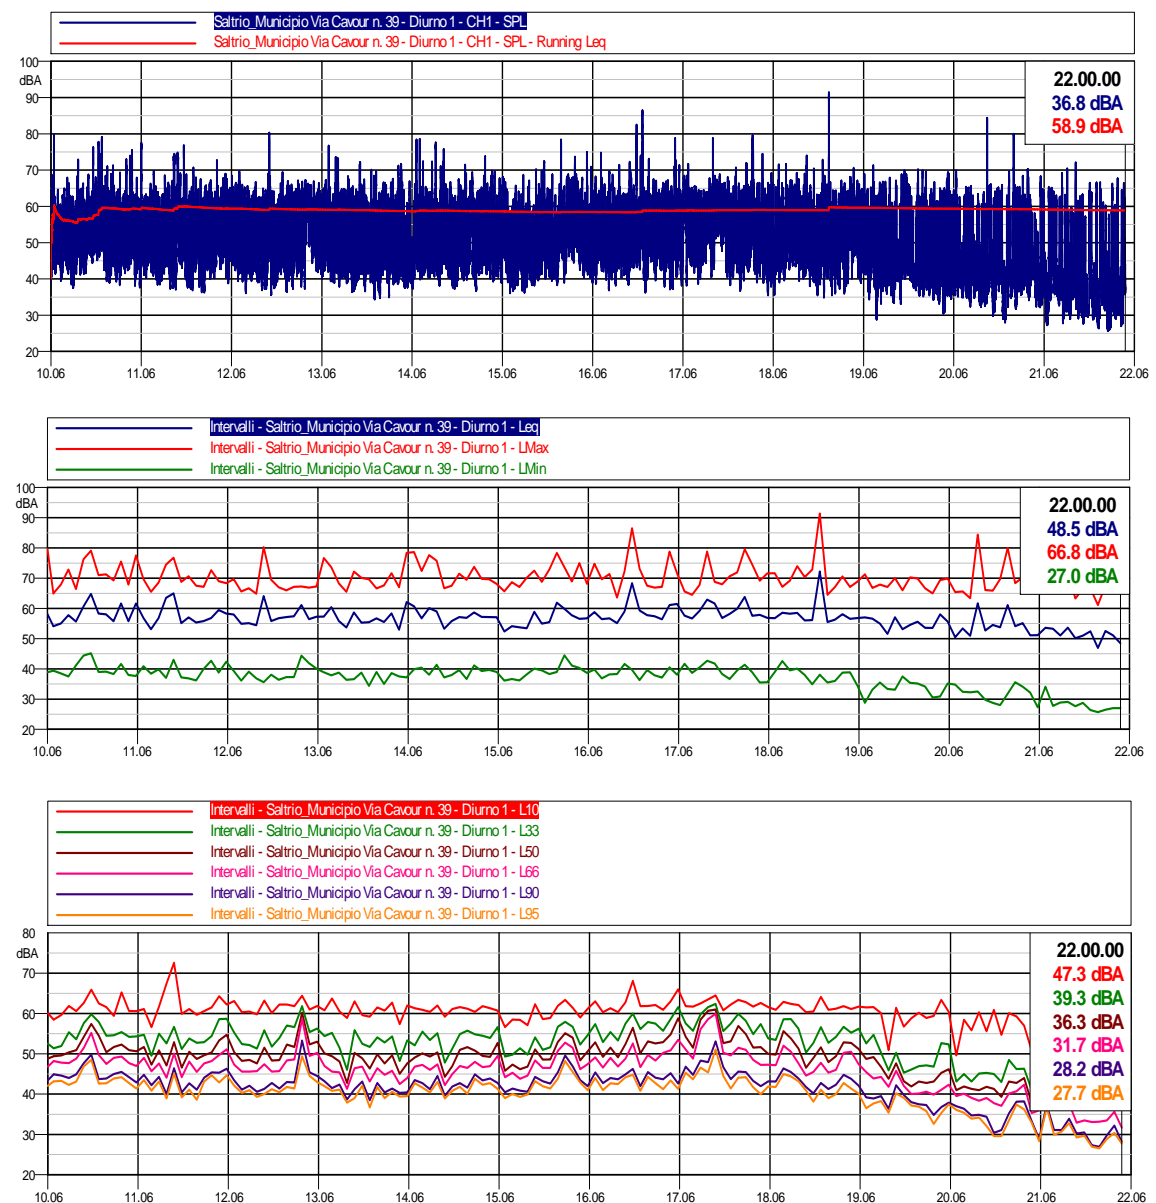 Saltrio_Municipio Via Cavour n. 39 - Diurno 1 - CH1 - SPL
Saltrio_Municipio Via Cavour n. 39 - Diurno 1 - CH1 - SPL - Running Leq
100
dBA
90
80
70
60
50
40
30
20
22.00.00
36.8 dBA
58.9 dBA
10.06 11.06 12.06 13.06 14.06 15.06 16.06 17.06 18.06 19.06 20.06 21.06 22.06
Intervalli - Saltrio_Municipio Via Cavour n. 39 - Diurno 1 - Leq
Intervalli - Saltrio_Municipio Via Cavour n. 39 - Diurno 1 - LMax
Intervalli - Saltrio_Municipio Via Cavour n. 39 - Diurno 1 - LMin
100
dBA
90
80
70
60
50
40
30
20
22.00.00
48.5 dBA
66.8 dBA
27.0 dBA
10.06 11.06 12.06 13.06 14.06 15.06 16.06 17.06 18.06 19.06 20.06 21.06 22.06
Intervalli - Saltrio_Municipio Via Cavour n. 39 - Diurno 1 - L10
Intervalli - Saltrio_Municipio Via Cavour n. 39 - Diurno 1 - L33
Intervalli - Saltrio_Municipio Via Cavour n. 39 - Diurno 1 - L50
Intervalli - Saltrio_Municipio Via Cavour n. 39 - Diurno 1 - L66
Intervalli - Saltrio_Municipio Via Cavour n. 39 - Diurno 1 - L90
Intervalli - Saltrio_Municipio Via Cavour n. 39 - Diurno 1 - L95
80
dBA
70
60
50
40
30
20
22.00.00
47.3 dBA
39.3 dBA
36.3 dBA
31.7 dBA
28.2 dBA
27.7 dBA
10.06 11.06 12.06 13.06 14.06 15.06 16.06 17.06 18.06 19.06 20.06 21.06 22.06